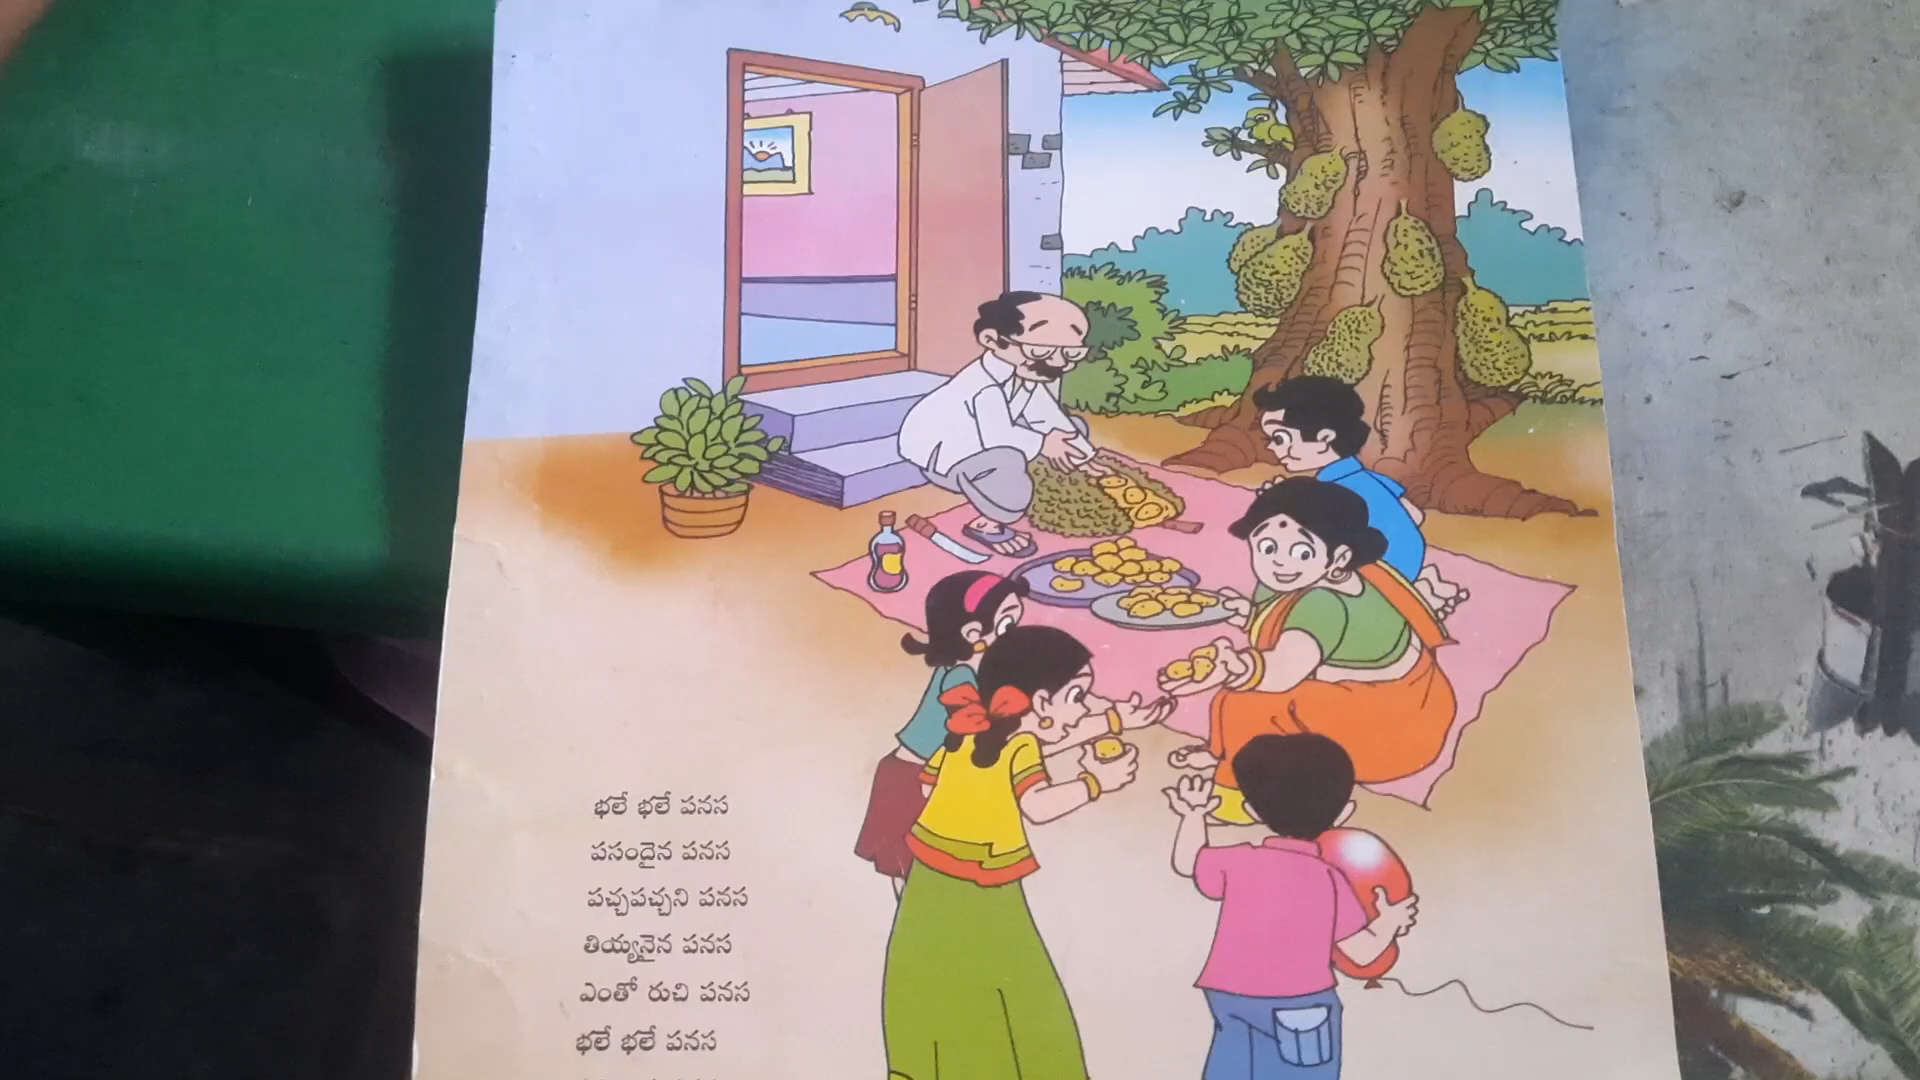 భలే భలే పనస
పసందైన పనస
పచ్చపచ్చని పనస
తియ్యనైన పనస
ఎంతో రుచి పనస
భలే భలే పనస